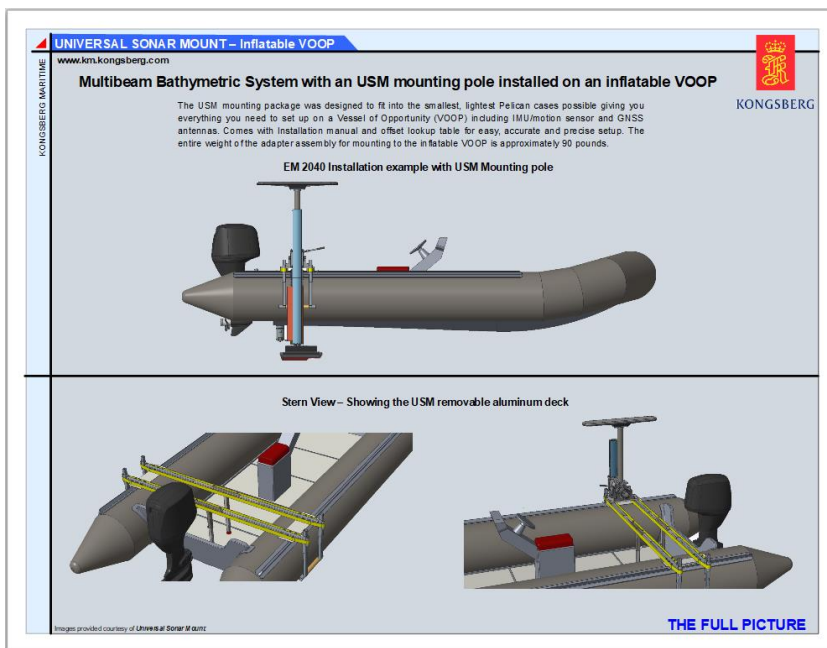 UNIVERSAL SONAR MOUNT – Inflatable VOOP
www.km.kongsberg.com
KONGSBERG MARITIME
Multibeam Bathymetric System with an USM mounting pole installed on an inflatable VOOP
KONGSBERG
The USM mounting package was designed to fit into the smallest, lightest Pelican cases possible giving you
everything you need to set up on a Vessel of Opportunity (VOOP) including IMU/motion sensor and GNSS
antennas. Comes with Installation manual and offset lookup table for easy, accurate and precise setup. The
entire weight of the adapter assembly for mounting to the inflatable VOOP is approximately 90 pounds.
EM 2040 Installation example with USM Mounting pole
Stern View – Showing the USM removable aluminum deck
Images provided courtesy of Universal Sonar Mount
THE FULL PICTURE